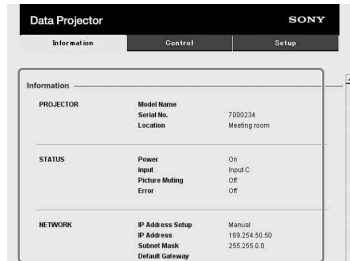 Data Projector
SONY
Information Control Setup
Information
PROJECTOR Model Name
Serial No. 7000234
Location Meeting room
STATUS Power On
Input Input C
Picture Muting Off
Error Off
NETWORK IP Address Setup Manual
IP Address 169.254.50.50
Subnet Mask 255.255.0.0
Default Gateway